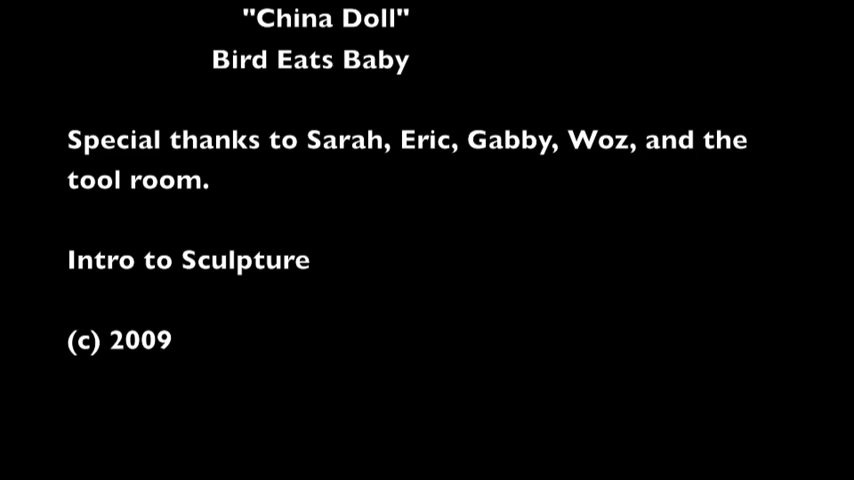 "China Doll"
Bird Eats Baby
Special thanks to Sarah, Eric, Gabby, Woz, and the
tool room.
Intro to Sculpture
(c) 2009